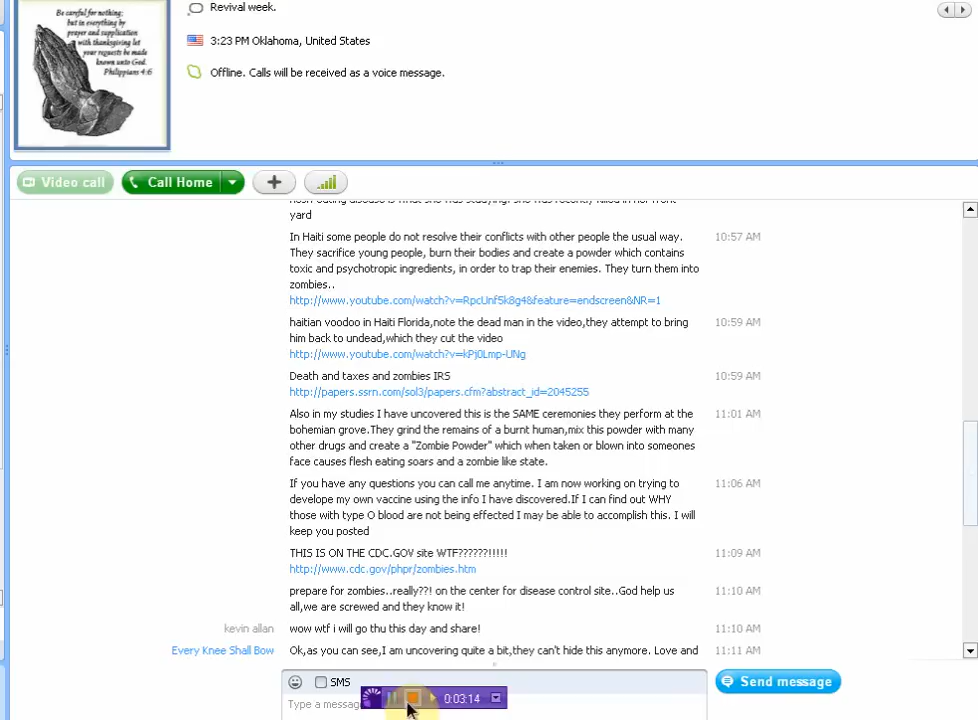 Be careful for nothing;
but in everything by
prayer and supplication
with thanksgiving let
your requests be made
known unto God.
Philippians 4:6
Revival week.
3:23 PM Oklahoma, United States
Offline. Calls will be received as a voice message.
Video call
Call Home
yard
In Haiti some people do not resolve their conflicts with other people the usual way. 10:57 AM
They sacrifice young people, burn their bodies and create a powder which contains
toxic and psychotropic ingredients, in order to trap their enemies. They turn them into
zombies..
http://www.youtube.com/watch?v=RpcUnf5k8g4&feature=endscreen&NR=1
haitian voodoo in Haiti Florida,note the dead man in the video,they attempt to bring 10:59 AM
him back to undead,which they cut the video
http://www.youtube.com/watch?v=kPj0Lmp-UNg
Death and taxes and zombies IRS 10:59 AM
http://papers.ssrn.com/sol3/papers.cfm?abstract_id=2045255
Also in my studies I have uncovered this is the SAME ceremonies they perform at the 11:01 AM
bohemian grove.They grind the remains of a burnt human,mix this powder with many
other drugs and create a "Zombie Powder" which when taken or blown into someones
face causes flesh eating soars and a zombie like state.
If you have any questions you can call me anytime. I am now working on trying to 11:06 AM
develope my own vaccine using the info I have discovered.If I can find out WHY
those with type O blood are not being effected I may be able to accomplish this. I will
keep you posted
THIS IS ON THE CDC.GOV site WTF??????!!!!! 11:09 AM
http://www.cdc.gov/phpr/zombies.htm
prepare for zombies..really??! on the center for disease control site..God help us 11:10 AM
all,we are screwed and they know it!
kevin allan wow wtf i will go thu this day and share! 11:10 AM
Every Knee Shall Bow Ok,as you can see,I am uncovering quite a bit,they can't hide this anymore. Love and 11:11 AM
SMS
Send message
Type a messag
0:03:14